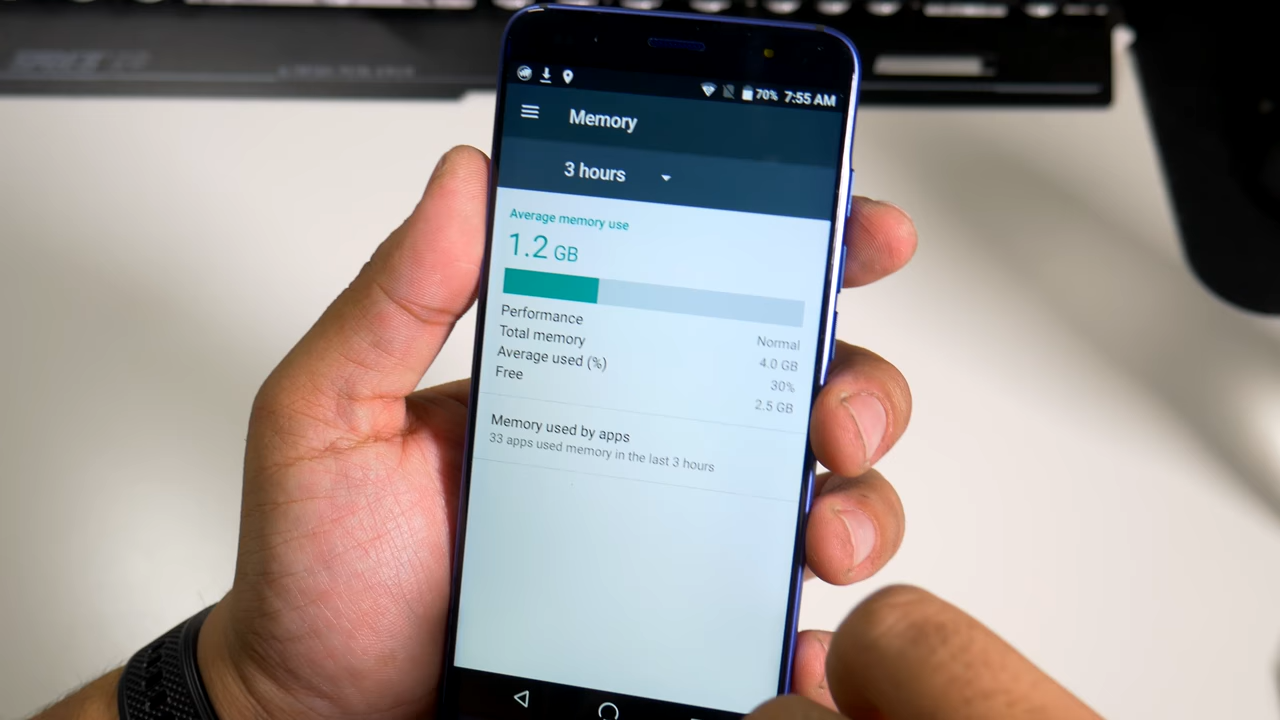 70% 7:55 AM
Memory
3 hours
Average memory use
1.2 GB
Performance Normal
Total memory 4.0 GB
Average used (%) 30%
Free 2.5 GB
Memory used by apps
33 apps used memory in the last 3 hours